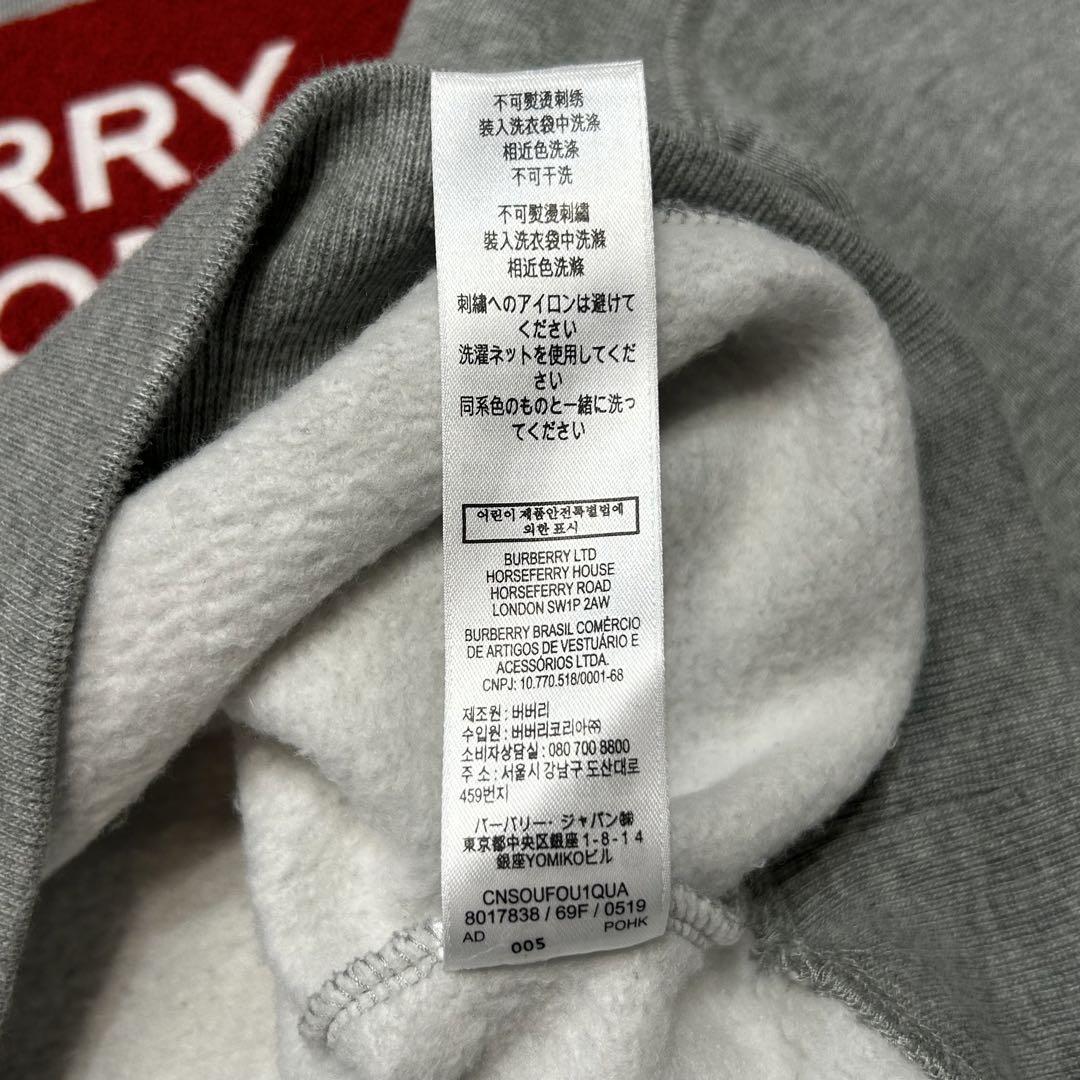 RRY
不可熨烫刺绣
装入洗衣袋中洗涤
相近色洗涤
不可干洗
不可熨燙刺繡
裝入洗衣袋中洗滌
相近色洗滌
刺繍へのアイロンは避けて
ください
洗濯ネットを使用してくだ
さい
同系色のものと一緒に洗っ
てください
어린이 제품안전특별법에
의한 표시
BURBERRY LTD
HORSEFERRY HOUSE
HORSEFERRY ROAD
LONDON SW1P 2AW
BURBERRY BRASIL COMÉRCIO
DE ARTIGOS DE VESTUÁRIO E
ACESSÓRIOS LTDA.
CNPJ: 10.770.518/0001-68
제조원 : 버버리
수입원 : 버버리코리아㈜
소비자상담실 : 080 700 8800
주 소 : 서울시 강남구 도산대로
459번지
バーバリー・ジャパン㈱
東京都中央区銀座1-8-14
銀座YOMIKOビル
CNSOUFOU1QUA
8017838 / 69F / 0519
AD POHK
005